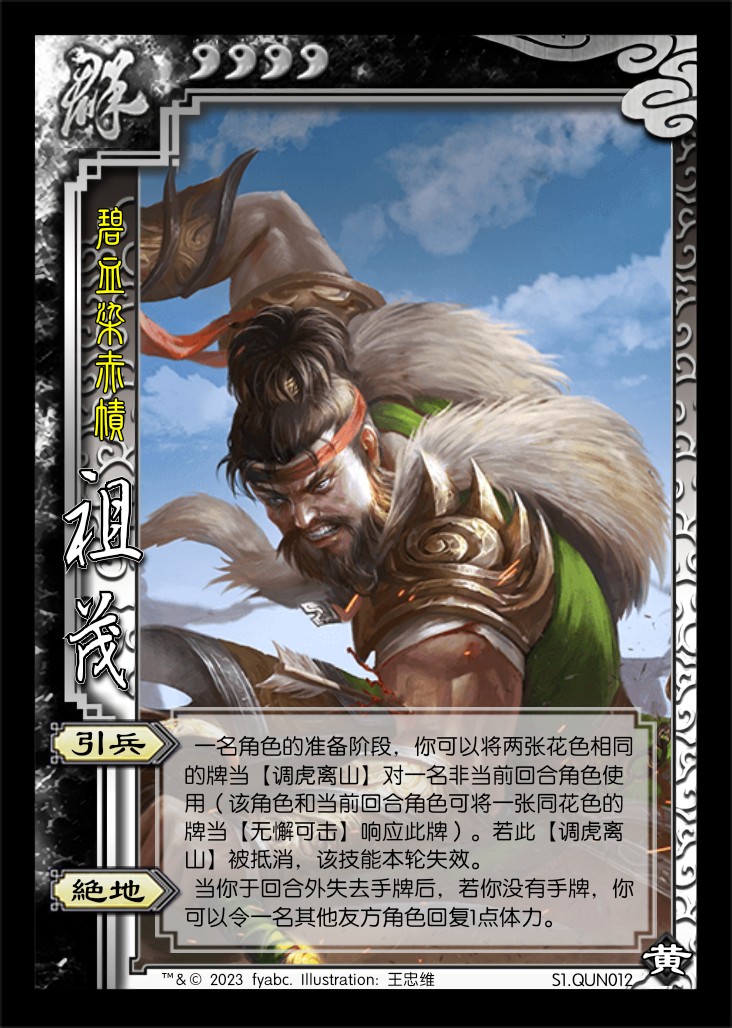 群
碧血染赤幘
祖茂
引兵
一名角色的准备阶段，你可以将两张花色相同
的牌当【调虎离山】对一名非当前回合角色使
用（该角色和当前回合角色可将一张同花色的
牌当【无懈可击】响应此牌）。若此【调虎离
山】被抵消，该技能本轮失效。
絶地
当你于回合外失去手牌后，若你没有手牌，你
可以令一名其他友方角色回复1点体力。
™&© 2023 fyabc. Illustration: 王忠维
S1.QUN012
黄